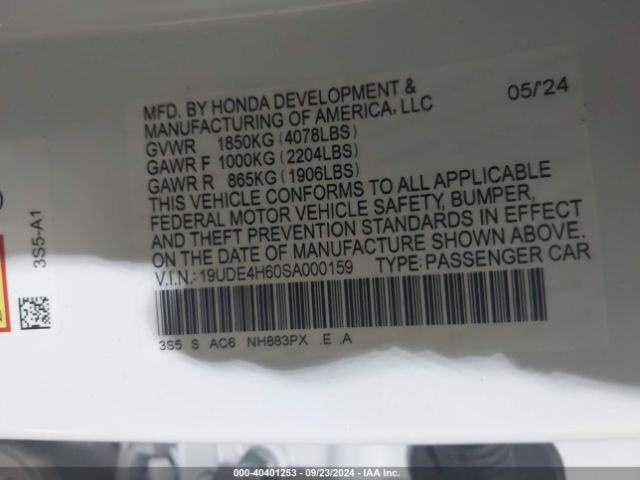 MFD. BY HONDA DEVELOPMENT & 05/'24
MANUFACTURING OF AMERICA, LLC
GVWR 1850KG (4078LBS)
GAWR F 1000KG (2204LBS)
GAWR R 865KG (1906LBS)
THIS VEHICLE CONFORMS TO ALL APPLICABLE
FEDERAL MOTOR VEHICLE SAFETY, BUMPER,
AND THEFT PREVENTION STANDARDS IN EFFECT
ON THE DATE OF MANUFACTURE SHOWN ABOVE.
V.I.N.: 19UDE4H60SA000159 TYPE: PASSENGER CAR
3S5 S AC6 NH883PX .E .A
3S5-A1
000-40401253 - 09/23/2024 - IAA Inc.